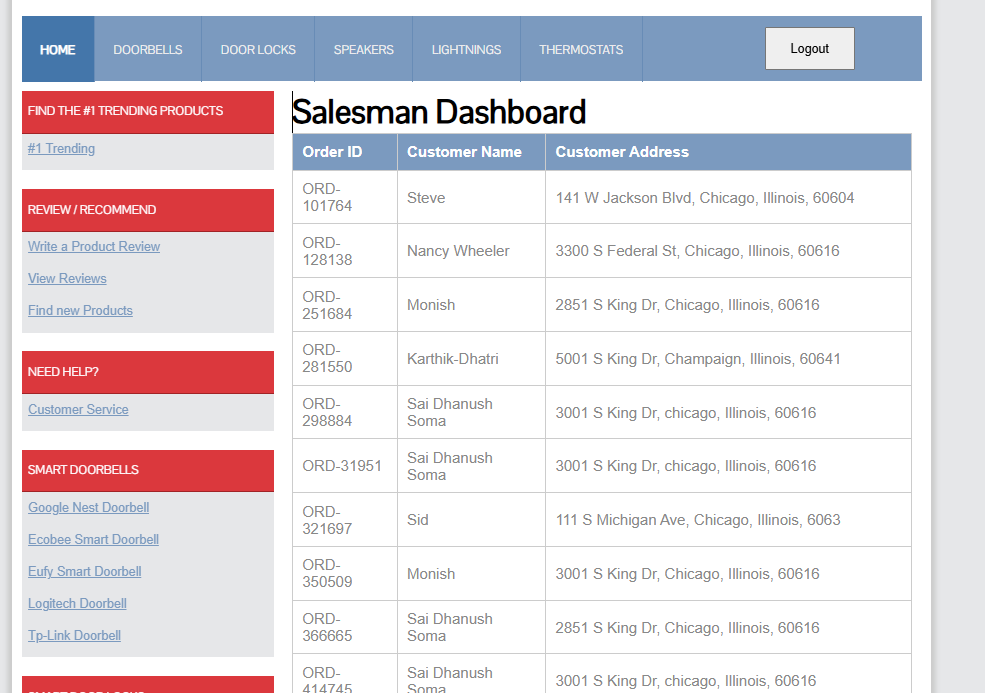 HOME DOORBELLS DOOR LOCKS SPEAKERS LIGHTNINGS THERMOSTATS Logout
FIND THE #1 TRENDING PRODUCTS
#1 Trending
REVIEW / RECOMMEND
Write a Product Review
View Reviews
Find new Products
NEED HELP?
Customer Service
SMART DOORBELLS
Google Nest Doorbell
Ecobee Smart Doorbell
Eufy Smart Doorbell
Logitech Doorbell
Tp-Link Doorbell
Salesman Dashboard
Order ID Customer Name Customer Address
ORD-
101764 Steve 141 W Jackson Blvd, Chicago, Illinois, 60604
ORD-
128138 Nancy Wheeler 3300 S Federal St, Chicago, Illinois, 60616
ORD-
251684 Monish 2851 S King Dr, Chicago, Illinois, 60616
ORD-
281550 Karthik-Dhatri 5001 S King Dr, Champaign, Illinois, 60641
ORD-
298884 Sai Dhanush
Soma 3001 S King Dr, chicago, Illinois, 60616
ORD-31951 Sai Dhanush
Soma 3001 S King Dr, chicago, Illinois, 60616
ORD-
321697 Sid 111 S Michigan Ave, Chicago, Illinois, 6063
ORD-
350509 Monish 3001 S King Dr, Chicago, Illinois, 60616
ORD-
366665 Sai Dhanush
Soma 2851 S King Dr, Chicago, Illinois, 60616
ORD-
414745 Sai Dhanush
Soma 3001 S King Dr, chicago, Illinois, 60616